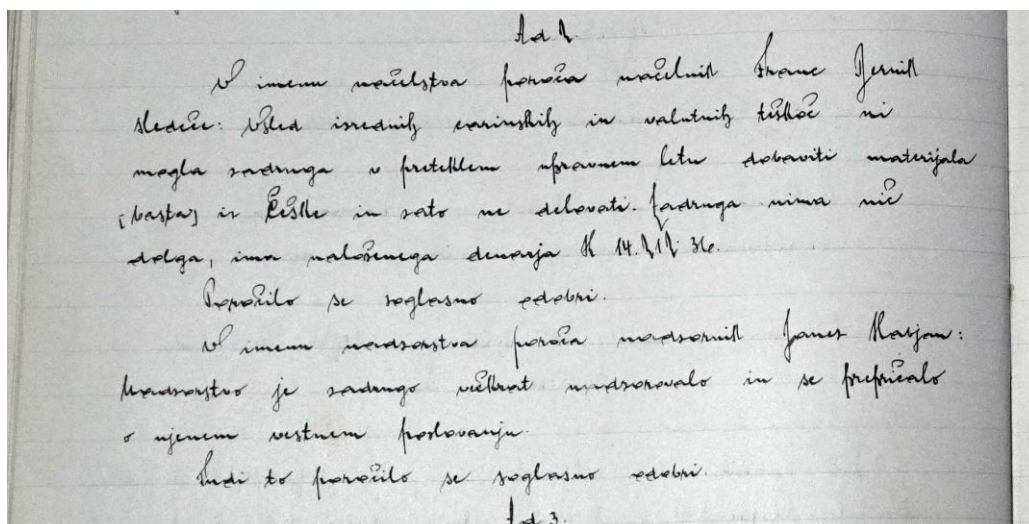 Ad 2.
V imenu načelstva poroča načelnik Franc Jernik
sledeče: Vsled izrednih carinskih in valutnih težkoč ni
mogla zadruga v preteklem upravnem letu dobaviti materijala
(basta) iz Češke in zato ne delovati. Zadruga nima nič
dolga, ima naloženega denarja K 14.212 36.
Poročilo se soglasno odobri.
V imenu nadzorstva poroča nadzornik Janez Karjan:
Nadzorstvo je zadrugo večkrat nadzorovalo in se prepričalo
o njenem vestnem poslovanju.
Tudi to poročilo se soglasno odobri.
Ad 3.